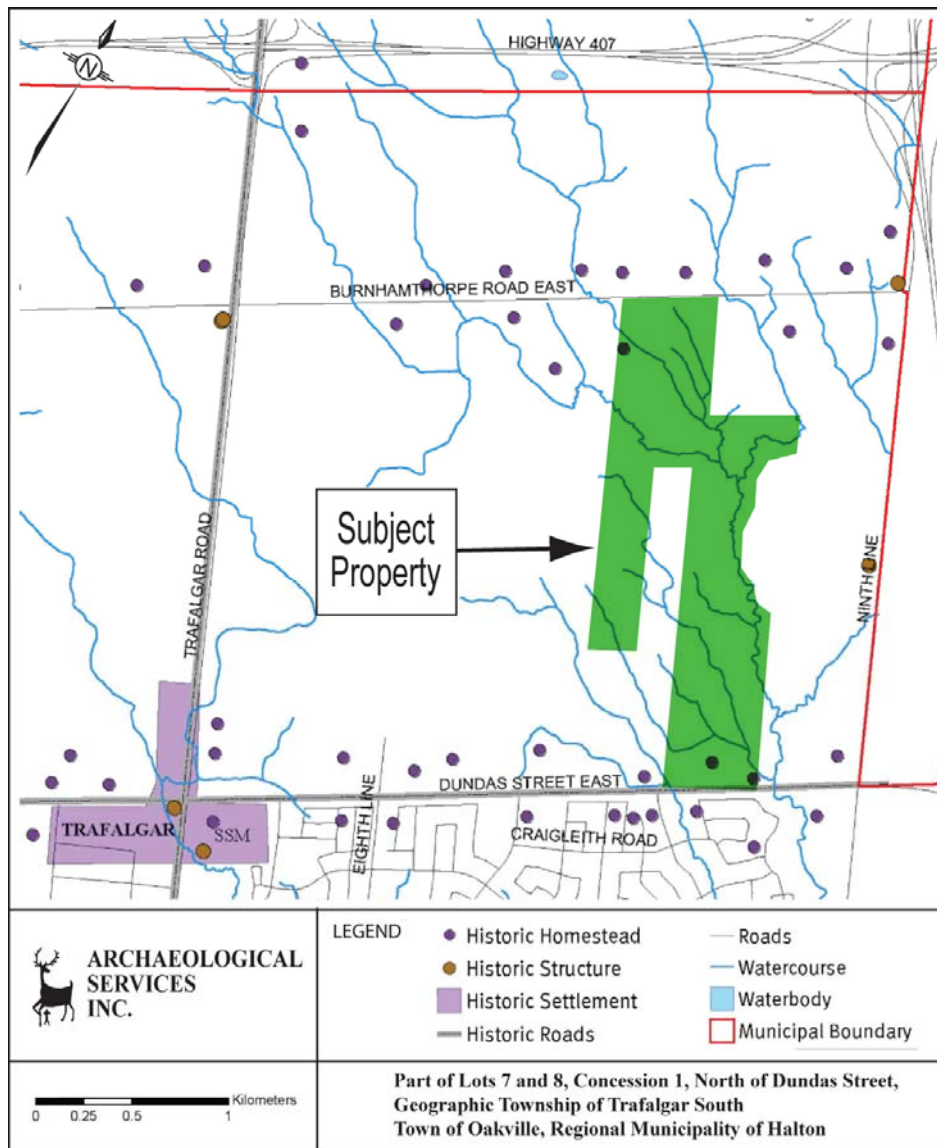 HIGHWAY 407
N
BURNHAMTHORPE ROAD EAST
Subject
Property
TRAFALGAR ROAD
NINTH LINE
DUNDAS STREET EAST
TRAFALGAR
SSM
EIGHTH LINE
CRAIGLEITH ROAD
ARCHAEOLOGICAL
SERVICES
INC.
LEGEND
Historic Homestead
Historic Structure
Historic Settlement
Historic Roads
Roads
Watercourse
Waterbody
Municipal Boundary
Kilometers
0 0.25 0.5 1
Part of Lots 7 and 8, Concession 1, North of Dundas Street,
Geographic Township of Trafalgar South
Town of Oakville, Regional Municipality of Halton